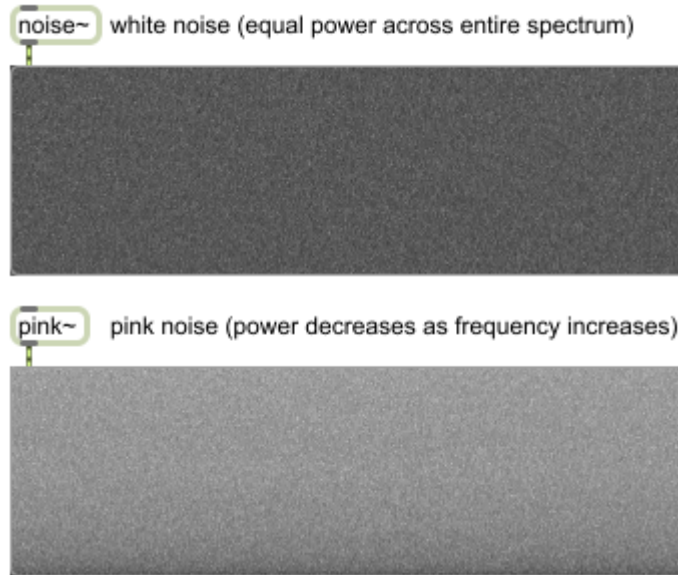 noise~ white noise (equal power across entire spectrum)
pink~ pink noise (power decreases as frequency increases)